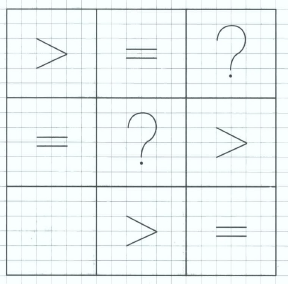 > = ?
= ? >
> =